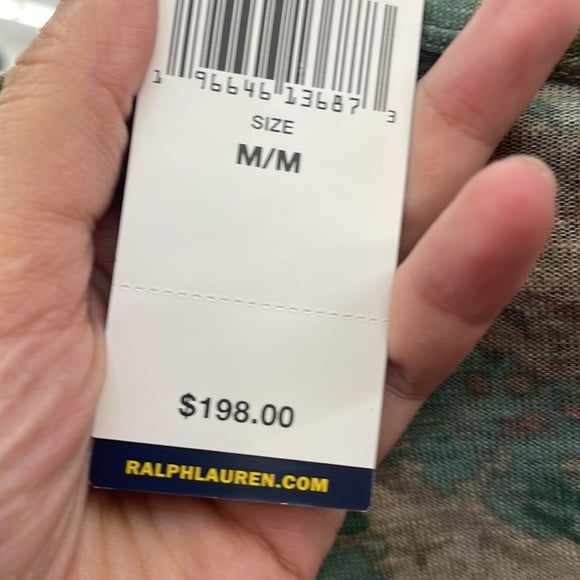 1 96646 13687 3
SIZE
M/M
$198.00
RALPHLAUREN.COM